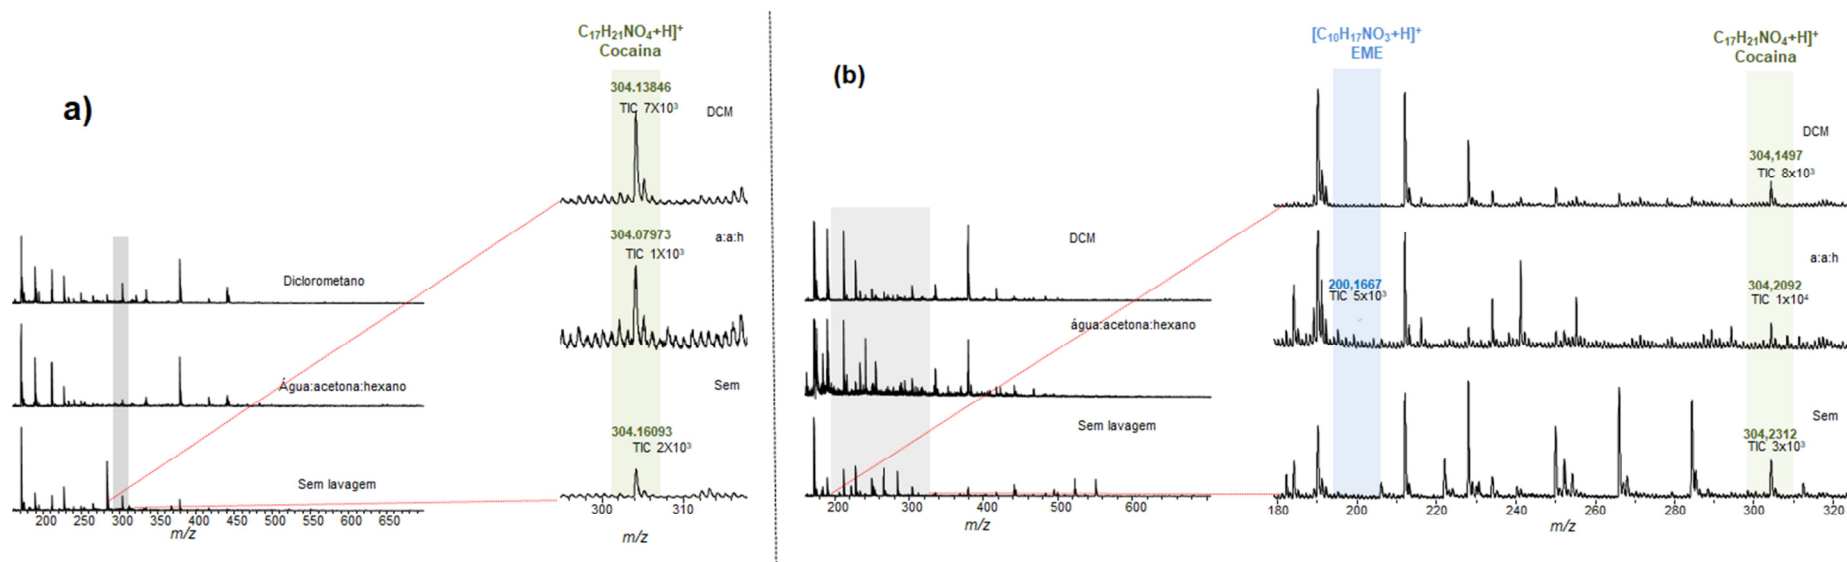 a)
C₁₇H₂₁NO₄+H]⁺
Cocaina
304.13846
TIC 7X10³
DCM
304.07973
a:a:h
TIC 1X10³
Sem
304.16093
TIC 2X10³
Diclorometano
Água:acetona:hexano
Sem lavagem
200 250 300 350 400 450 500 550 600 650
m/z
300 310
m/z
(b)
[C₁₀H₁₇NO₃+H]⁺
EME
C₁₇H₂₁NO₄+H]⁺
Cocaina
DCM
304,1497
TIC 8x10³
a:a:h
200,1667
TIC 5x10³
304,2092
TIC 1x10⁴
Sem
304,2312
TIC 3x10³
DCM
água:acetona:hexano
Sem lavagem
200 300 400 500 600
m/z
180 200 220 240 260 280 300 320
m/z